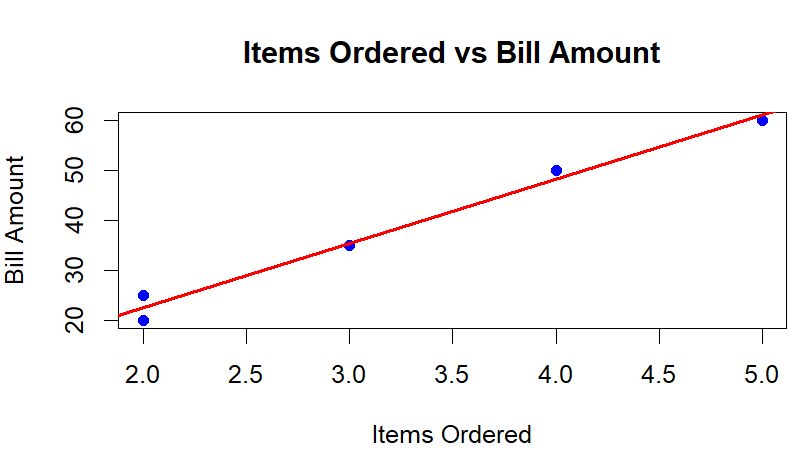 Items Ordered vs Bill Amount
Bill Amount
60
50
40
30
20
2.0 2.5 3.0 3.5 4.0 4.5 5.0
Items Ordered